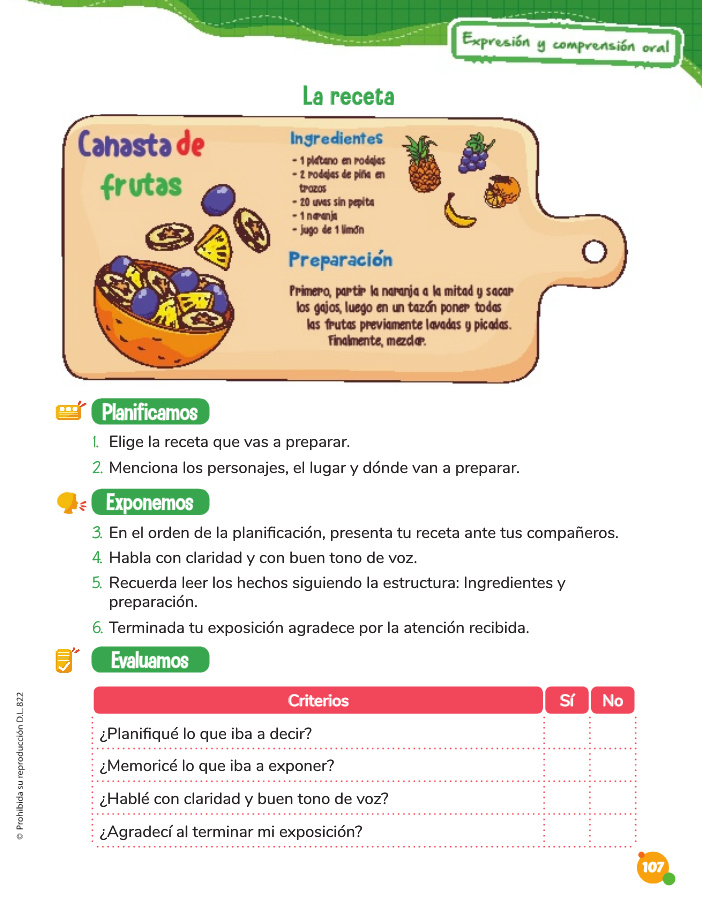 Expresión y comprensión oral
La receta
Canasta de
frutas
Ingredientes
- 1 plátano en rodajas
- 2 rodajas de piña en
trozos
- 20 uvas sin pepita
- 1 naranja
- jugo de 1 limón
Preparación
Primero, partir la naranja a la mitad y sacar
los gajos, luego en un tazón poner todas
las frutas previamente lavadas y picadas.
Finalmente, mezclar.
Planificamos
1. Elige la receta que vas a preparar.
2. Menciona los personajes, el lugar y dónde van a preparar.
Exponemos
3. En el orden de la planificación, presenta tu receta ante tus compañeros.
4. Habla con claridad y con buen tono de voz.
5. Recuerda leer los hechos siguiendo la estructura: Ingredientes y
preparación.
6. Terminada tu exposición agradece por la atención recibida.
Evaluamos
Criterios Sí No
¿Planifiqué lo que iba a decir?
¿Memoricé lo que iba a exponer?
¿Hablé con claridad y buen tono de voz?
¿Agradecí al terminar mi exposición?
© Prohibida su reproducción D.L. 822
107